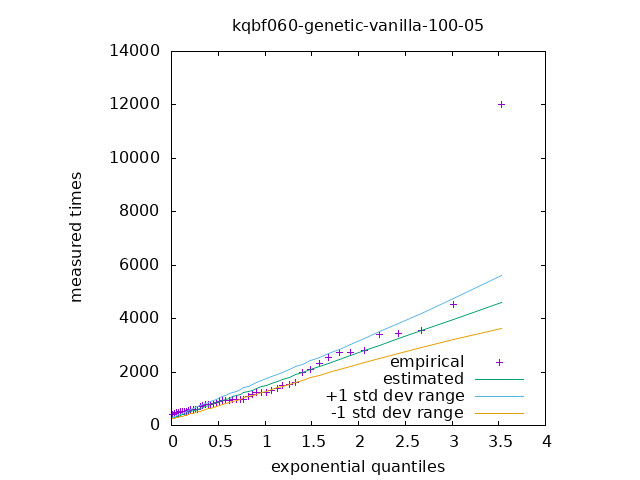 kqbf060-genetic-vanilla-100-05
14000
12000
10000
8000
6000
4000
2000
0
measured times
empirical
estimated
+1 std dev range
-1 std dev range
0 0.5 1 1.5 2 2.5 3 3.5 4
exponential quantiles